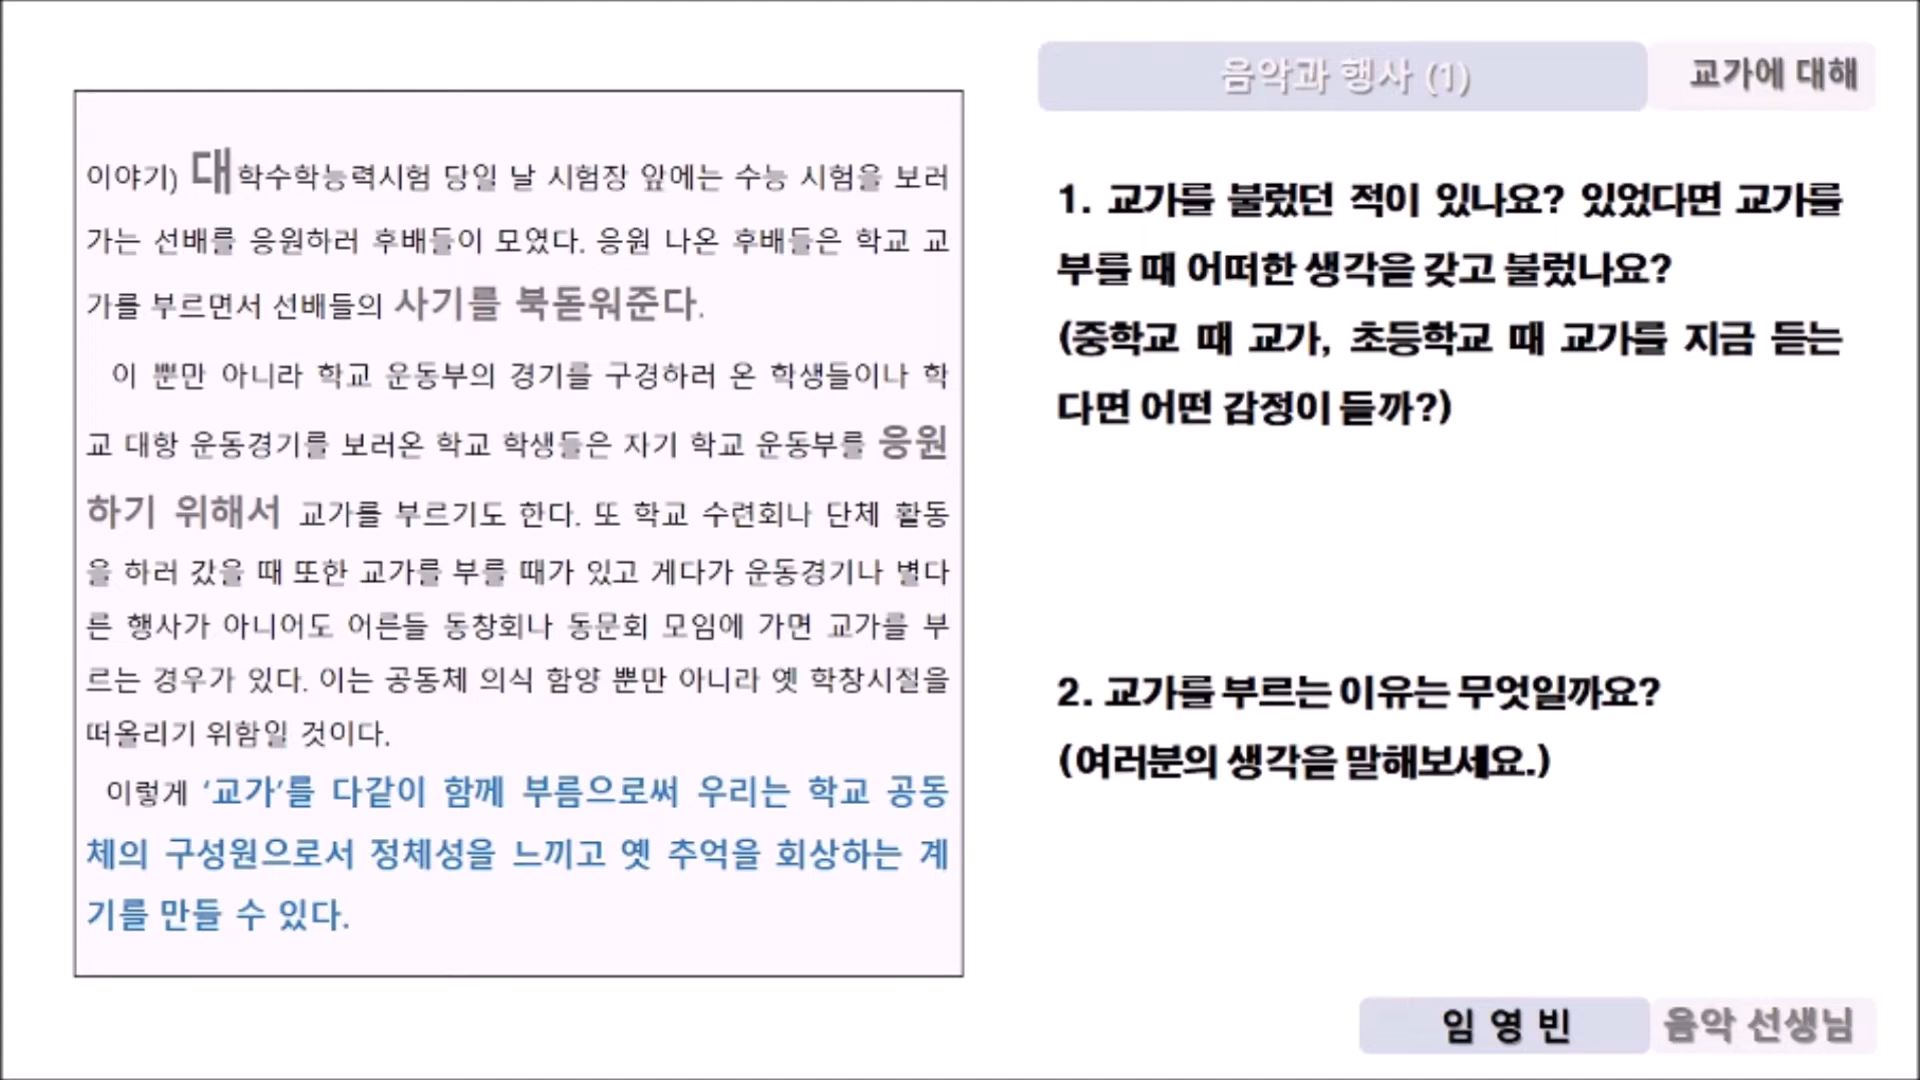 음악과 행사 (1)
교가에 대해
이야기) 대학수학능력시험 당일 날 시험장 앞에는 수능 시험을 보러
가는 선배를 응원하러 후배들이 모였다. 응원 나온 후배들은 학교 교
가를 부르면서 선배들의 사기를 북돋워준다.
이 뿐만 아니라 학교 운동부의 경기를 구경하러 온 학생들이나 학
교 대항 운동경기를 보러온 학교 학생들은 자기 학교 운동부를 응원
하기 위해서 교가를 부르기도 한다. 또 학교 수련회나 단체 활동
을 하러 갔을 때 또한 교가를 부를 때가 있고 게다가 운동경기나 별다
른 행사가 아니어도 어른들 동창회나 동문회 모임에 가면 교가를 부
르는 경우가 있다. 이는 공동체 의식 함양 뿐만 아니라 옛 학창시절을
떠올리기 위함일 것이다.
이렇게 ‘교가’를 다같이 함께 부름으로써 우리는 학교 공동
체의 구성원으로서 정체성을 느끼고 옛 추억을 회상하는 계
기를 만들 수 있다.
1. 교가를 불렀던 적이 있나요? 있었다면 교가를
부를 때 어떠한 생각을 갖고 불렀나요?
(중학교 때 교가, 초등학교 때 교가를 지금 듣는
다면 어떤 감정이 들까?)
2. 교가를 부르는 이유는 무엇일까요?
(여러분의 생각을 말해보세요.)
임 영 빈
음악 선생님